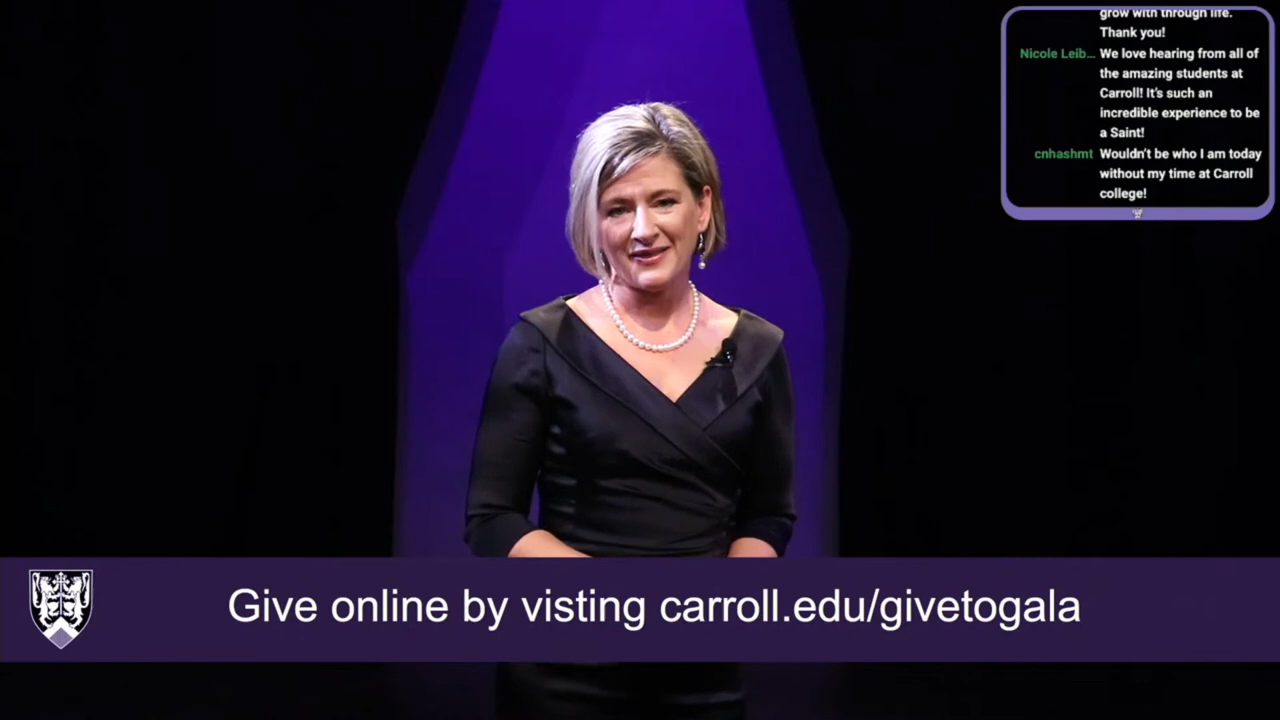 grow with through life.
Thank you!
Nicole Leib... We love hearing from all of
the amazing students at
Carroll! It's such an
incredible experience to be
a Saint!
cnhashmt Wouldn't be who I am today
without my time at Carroll
college!
Give online by visting carroll.edu/givetogala